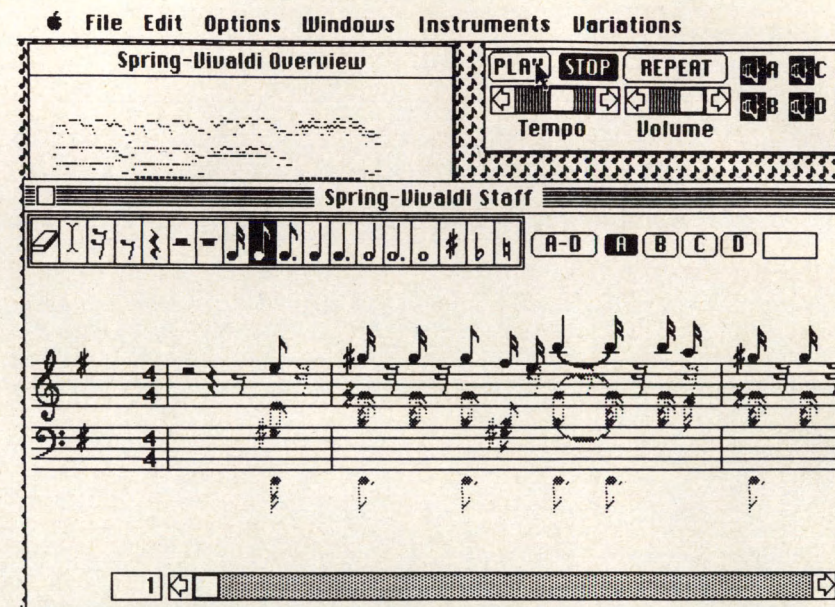 File Edit Options Windows Instruments Variations
Spring-Vivaldi Overview
PLAY STOP REPEAT A C
B D
Tempo Volume
Spring-Vivaldi Staff
A-D A B C D
4 4
4 4
1